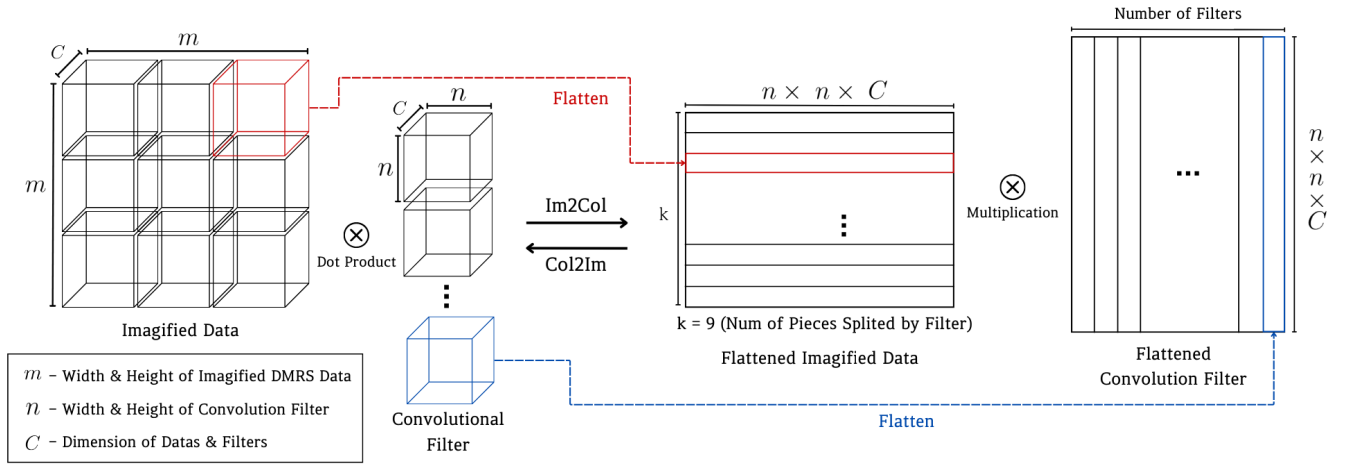 C
m
m
Imagified Data
Dot Product
C
n
n
Convolutional
Filter
Im2Col
Col2Im
Flatten
n × n × C
k
k = 9 (Num of Pieces Splited by Filter)
Flattened Imagified Data
Multiplication
Number of Filters
n
×
n
×
C
Flattened
Convolution Filter
Flatten
m – Width & Height of Imagified DMRS Data
n – Width & Height of Convolution Filter
C – Dimension of Datas & Filters